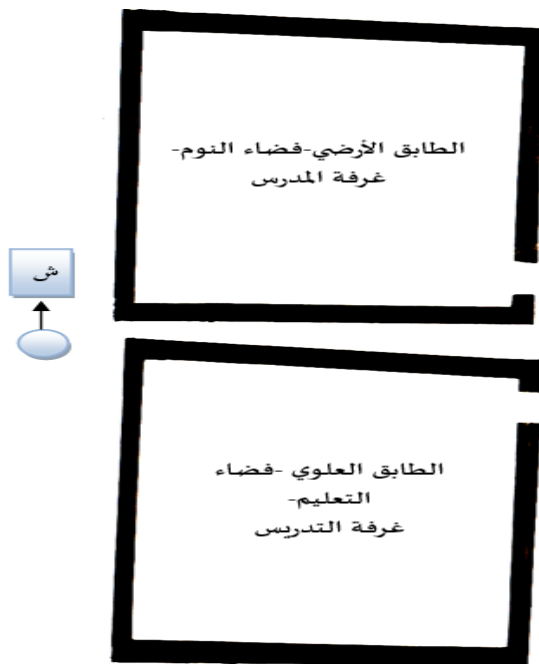 الطابق الأرضي-فضاء النوم-
غرفة المدرس
ش
الطابق العلوي -فضاء
التعليم-
غرفة التدريس